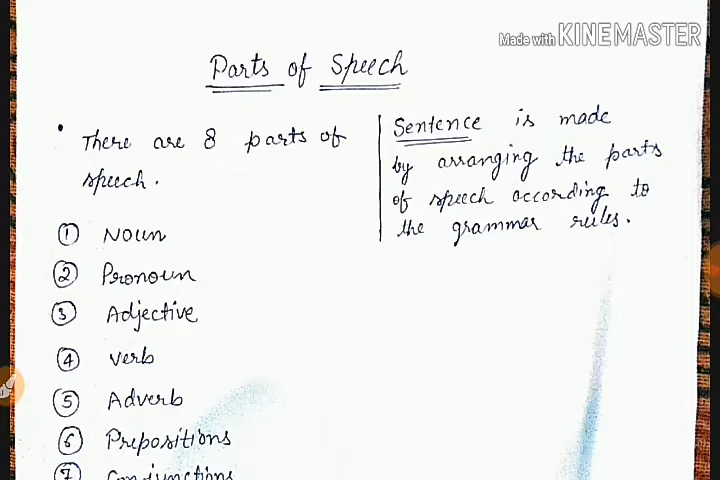 Made with KINEMASTER
Parts of Speech
There are 8 parts of
speech.
Sentence is made
by arranging the parts
of speech according to
the grammar rules.
① Noun
② Pronoun
③ Adjective
④ Verb
⑤ Adverb
⑥ Prepositions
⑦ Conjunctions